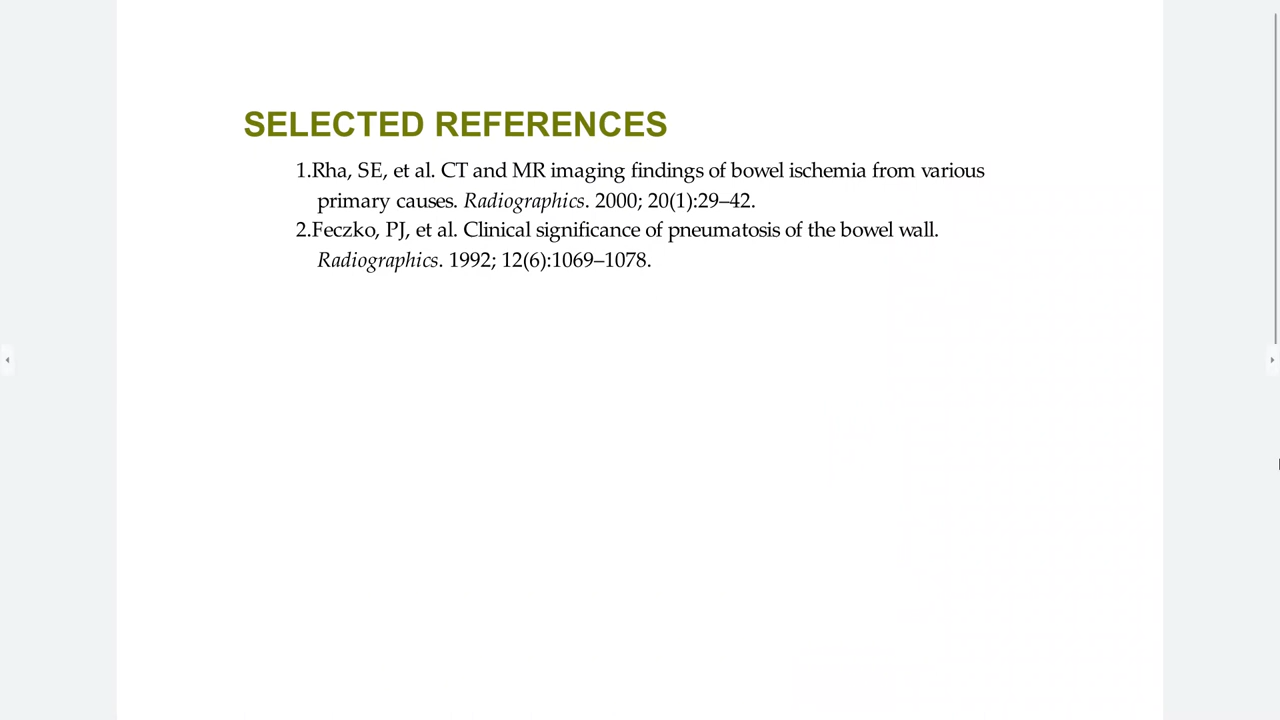 SELECTED REFERENCES
1.Rha, SE, et al. CT and MR imaging findings of bowel ischemia from various
primary causes. Radiographics. 2000; 20(1):29–42.
2.Feczko, PJ, et al. Clinical significance of pneumatosis of the bowel wall.
Radiographics. 1992; 12(6):1069–1078.